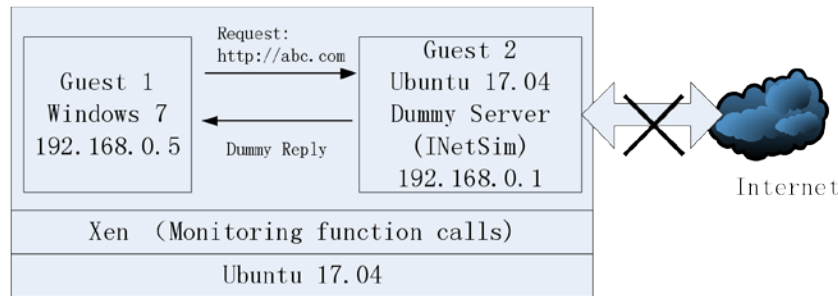 Request:
http://abc.com
Guest 1
Windows 7
192.168.0.5
Dummy Reply
Guest 2
Ubuntu 17.04
Dummy Server
(INetSim)
192.168.0.1
Internet
Xen (Monitoring function calls)
Ubuntu 17.04